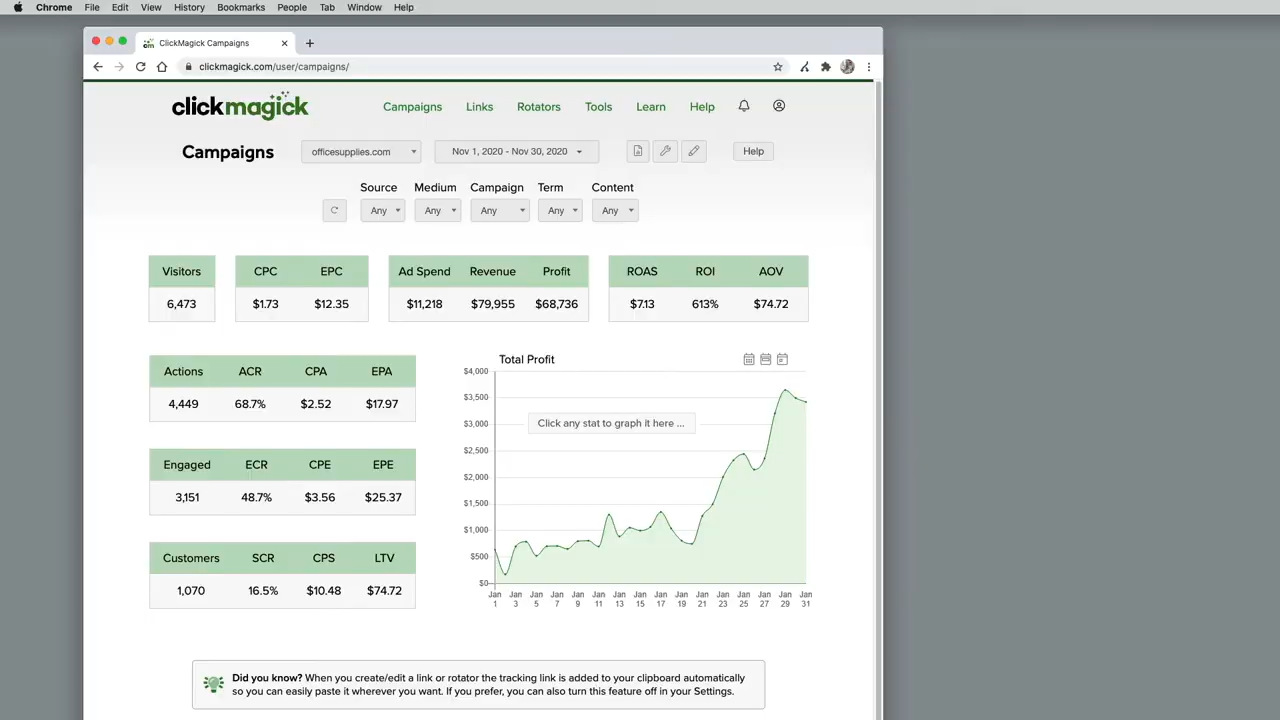 Chrome File Edit View History Bookmarks People Tab Window Help
ClickMagick Campaigns
clickmagick.com/user/campaigns/
clickmagick Campaigns Links Rotators Tools Learn Help
Campaigns officesupplies.com Nov 1, 2020 - Nov 30, 2020 Help
Source Medium Campaign Term Content
Any Any Any Any Any
Visitors CPC EPC Ad Spend Revenue Profit ROAS ROI AOV
6,473 $1.73 $12.35 $11,218 $79,955 $68,736 $7.13 613% $74.72
Actions ACR CPA EPA
4,449 68.7% $2.52 $17.97
Engaged ECR CPE EPE
3,151 48.7% $3.56 $25.37
Customers SCR CPS LTV
1,070 16.5% $10.48 $74.72
Total Profit
$4,000
$3,500
Click any stat to graph it here ...
$3,000
$2,500
$2,000
$1,500
$1,000
$500
$0
Jan Jan Jan Jan Jan Jan Jan Jan Jan Jan Jan Jan Jan Jan Jan Jan
1 3 5 7 9 11 13 15 17 19 21 23 25 27 29 31
Did you know? When you create/edit a link or rotator the tracking link is added to your clipboard automatically
so you can easily paste it wherever you want. If you prefer, you can also turn this feature off in your Settings.